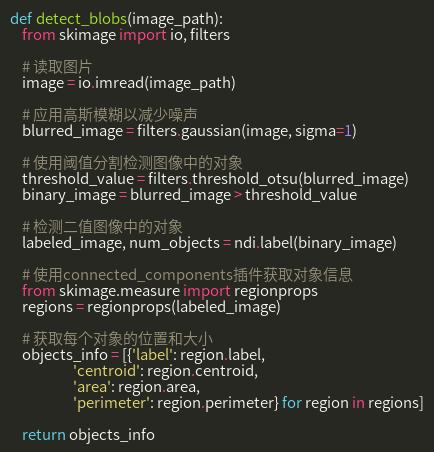 def detect_blobs(image_path):
from skimage import io, filters
# 读取图片
image = io.imread(image_path)
# 应用高斯模糊以减少噪声
blurred_image = filters.gaussian(image, sigma=1)
# 使用阈值分割检测图像中的对象
threshold_value = filters.threshold_otsu(blurred_image)
binary_image = blurred_image > threshold_value
# 检测二值图像中的对象
labeled_image, num_objects = ndi.label(binary_image)
# 使用connected_components插件获取对象信息
from skimage.measure import regionprops
regions = regionprops(labeled_image)
# 获取每个对象的位置和大小
objects_info = [{'label': region.label,
'centroid': region.centroid,
'area': region.area,
'perimeter': region.perimeter} for region in regions]
return objects_info